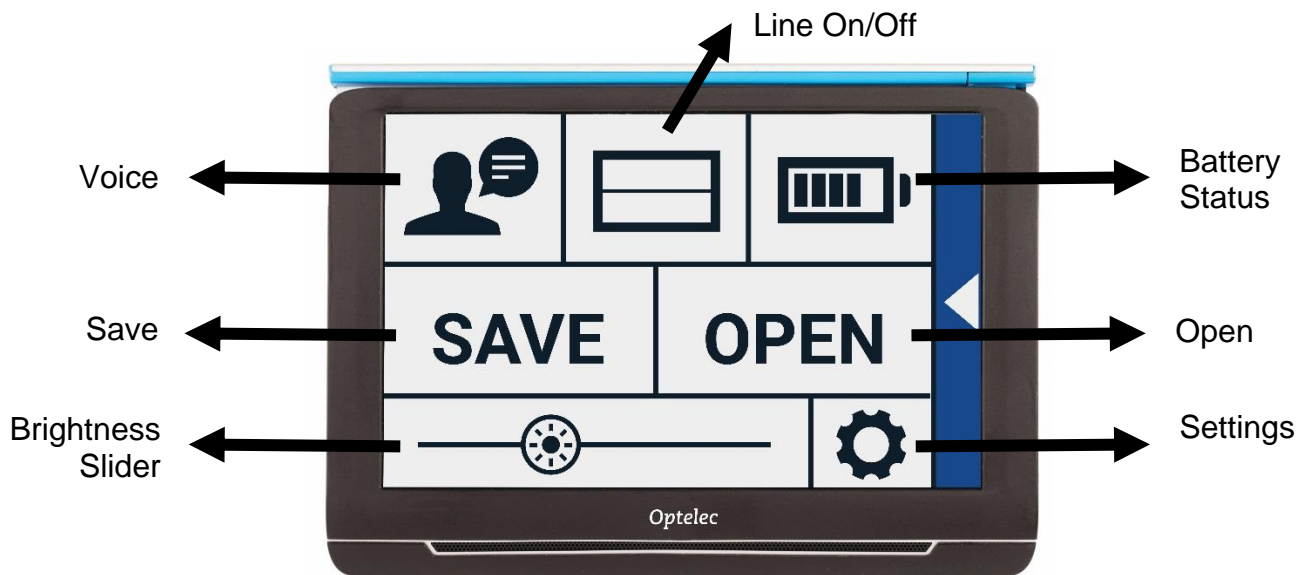 Line On/Off
Voice
Battery
Status
Save
SAVE
OPEN
Open
Brightness
Slider
Settings
Optelec